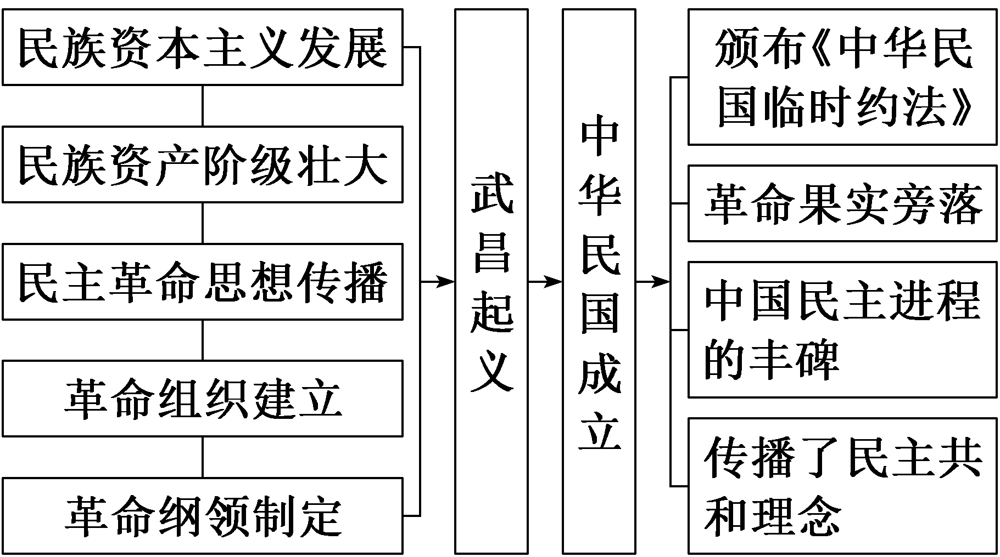 民族资本主义发展
民族资产阶级壮大
民主革命思想传播
革命组织建立
革命纲领制定
武昌起义
中华民国成立
颁布《中华民
国临时约法》
革命果实旁落
中国民主进程
的丰碑
传播了民主共
和理念